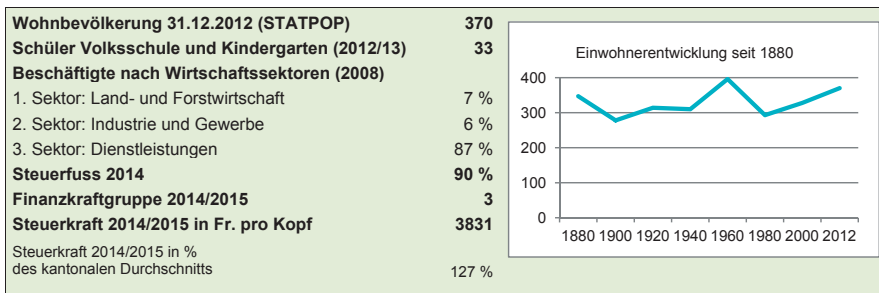 Wohnbevölkerung 31.12.2012 (STATPOP) 370
Schüler Volksschule und Kindergarten (2012/13) 33
Beschäftigte nach Wirtschaftssektoren (2008)
1. Sektor: Land- und Forstwirtschaft 7 %
2. Sektor: Industrie und Gewerbe 6 %
3. Sektor: Dienstleistungen 87 %
Steuerfuss 2014 90 %
Finanzkraftgruppe 2014/2015 3
Steuerkraft 2014/2015 in Fr. pro Kopf 3831
Steuerkraft 2014/2015 in %
des kantonalen Durchschnitts 127 %
Einwohnerentwicklung seit 1880
400
300
200
100
0
1880 1900 1920 1940 1960 1980 2000 2012